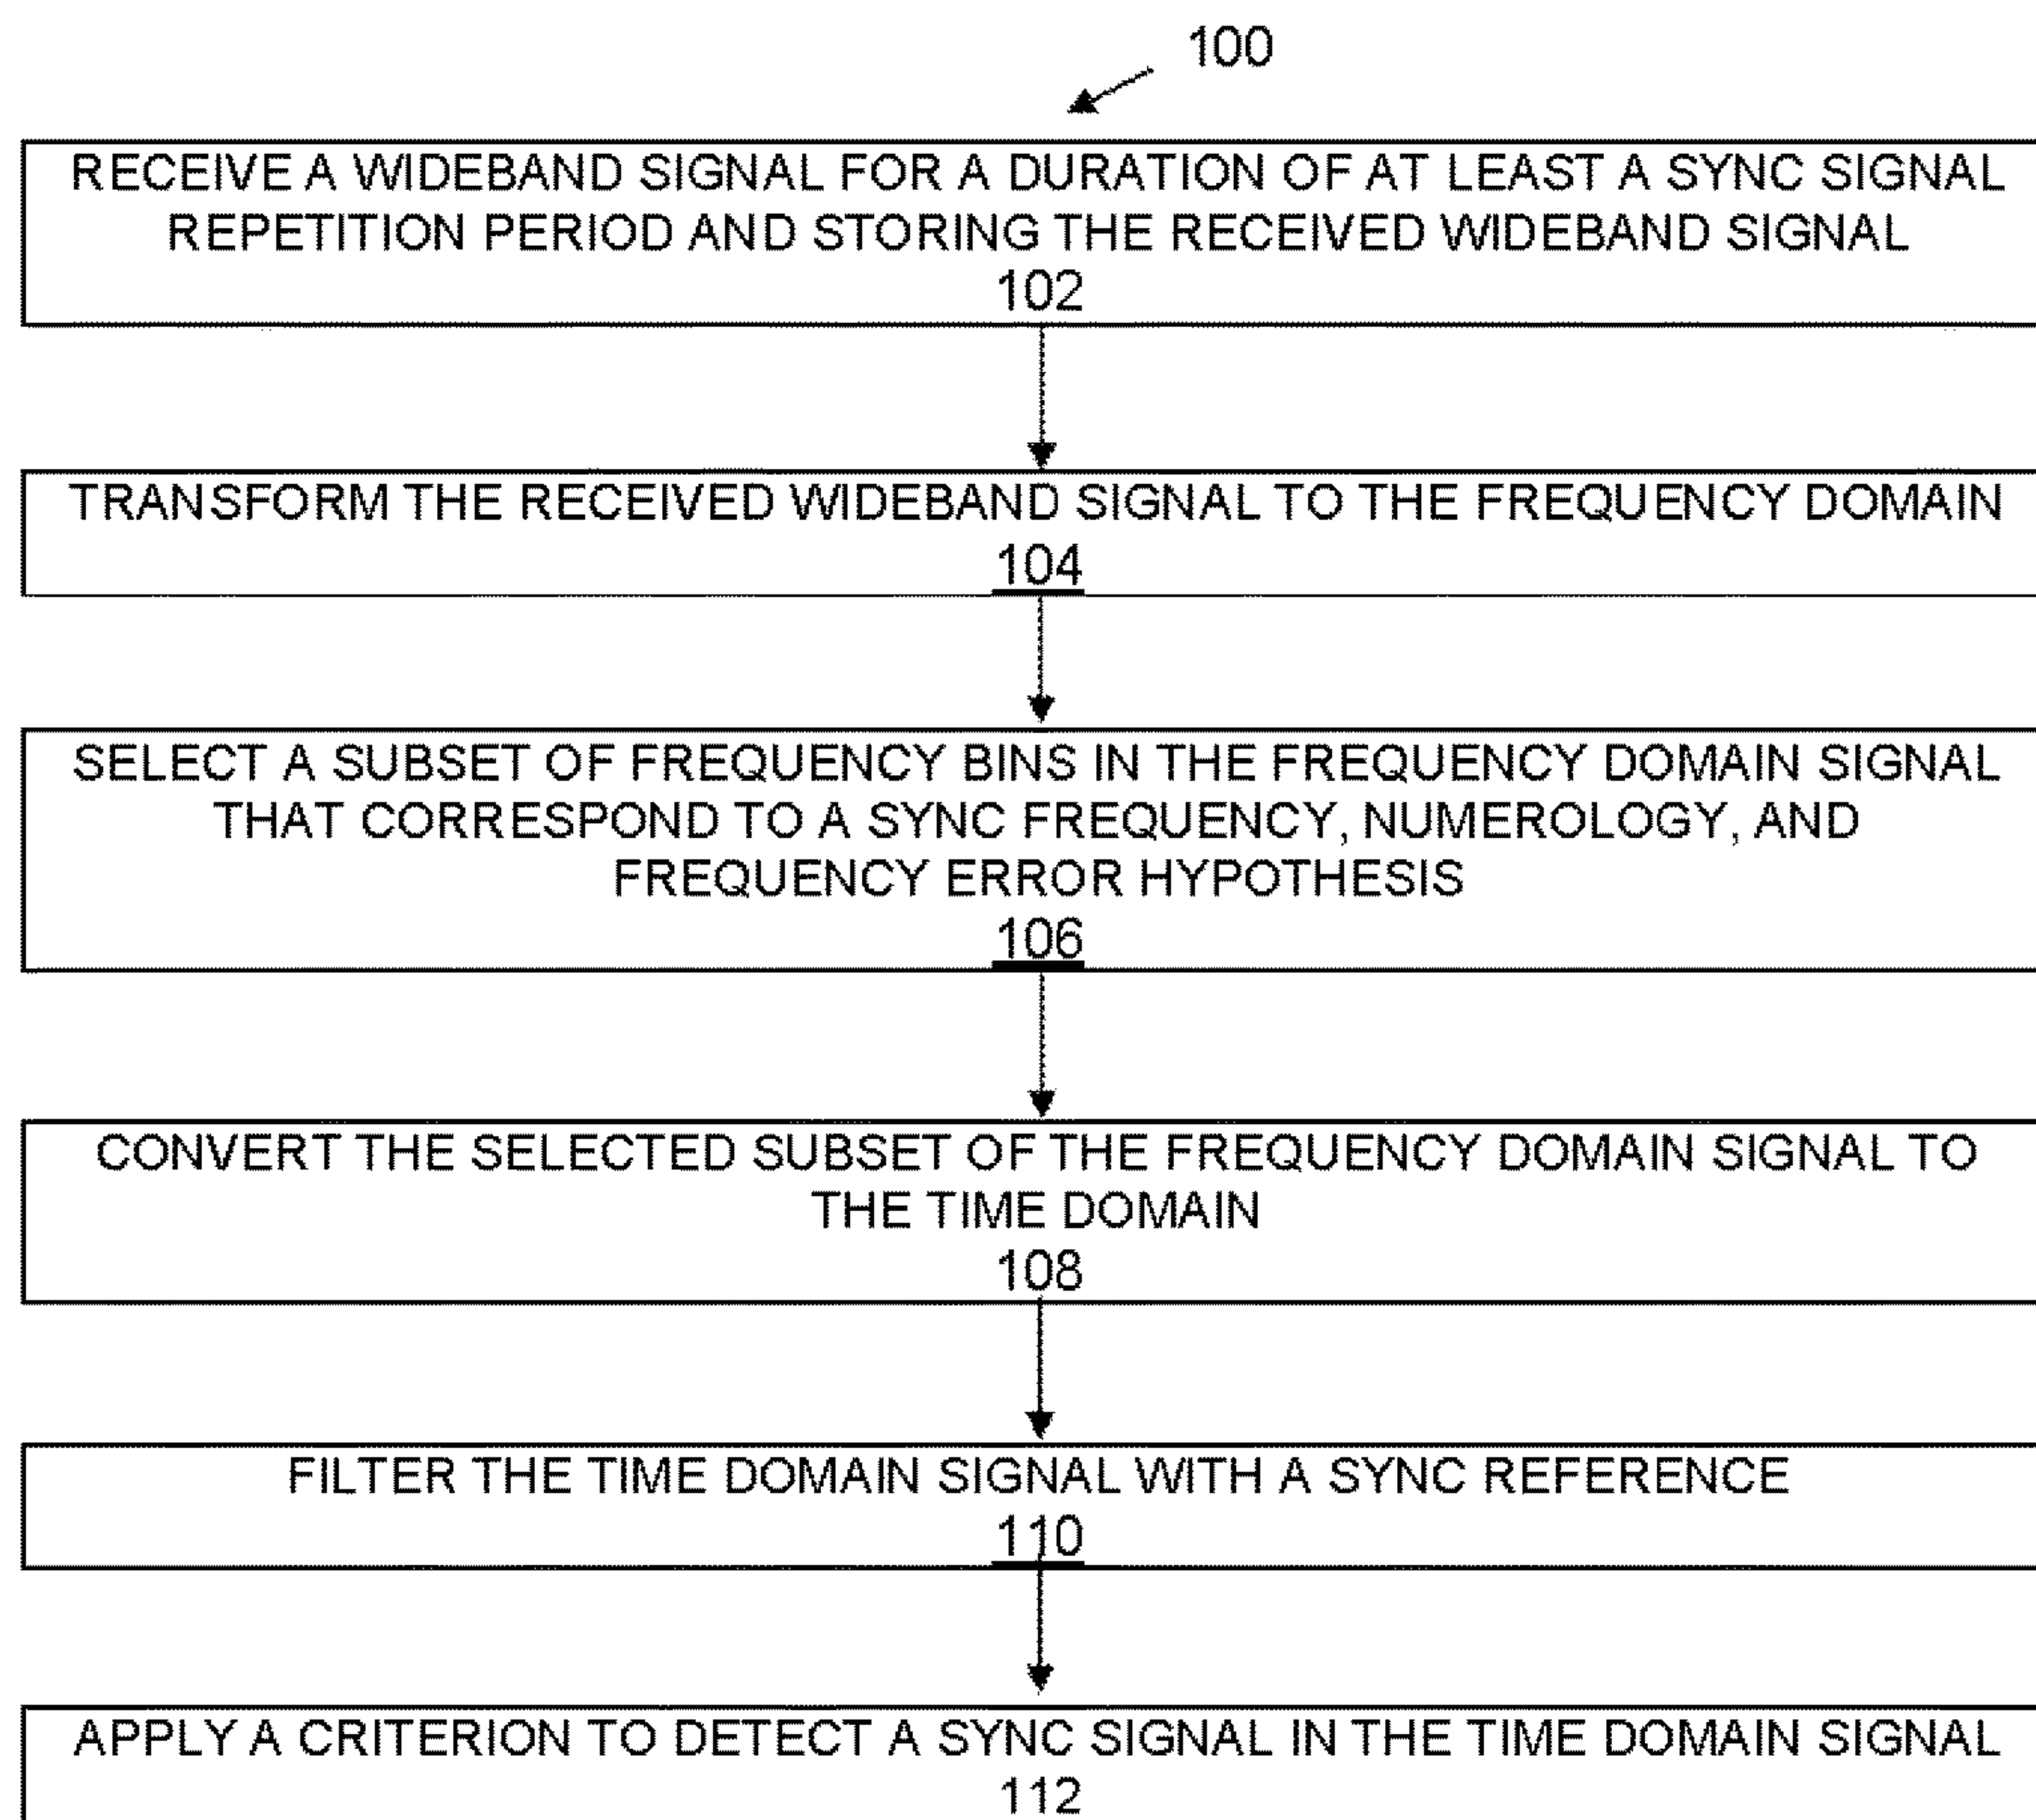 100
RECEIVE A WIDEBAND SIGNAL FOR A DURATION OF AT LEAST A SYNC SIGNAL
REPETITION PERIOD AND STORING THE RECEIVED WIDEBAND SIGNAL
102
TRANSFORM THE RECEIVED WIDEBAND SIGNAL TO THE FREQUENCY DOMAIN
104
SELECT A SUBSET OF FREQUENCY BINS IN THE FREQUENCY DOMAIN SIGNAL
THAT CORRESPOND TO A SYNC FREQUENCY, NUMEROLOGY, AND
FREQUENCY ERROR HYPOTHESIS
106
CONVERT THE SELECTED SUBSET OF THE FREQUENCY DOMAIN SIGNAL TO
THE TIME DOMAIN
108
FILTER THE TIME DOMAIN SIGNAL WITH A SYNC REFERENCE
110
APPLY A CRITERION TO DETECT A SYNC SIGNAL IN THE TIME DOMAIN SIGNAL
112